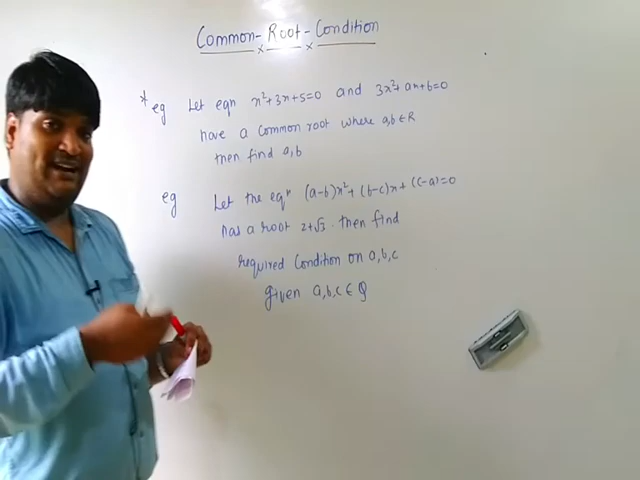 Common-Root-Condition
* eg Let eqn x²+3x+5=0 and 3x²+ax+b=0
have a common root where a,b ∈ R
then find a,b
eg Let the eqn (a-b)x²+(b-c)x+(c-a)=0
has a root 2+√3. then find
required Condition on a,b,c
given a,b,c ∈ Q